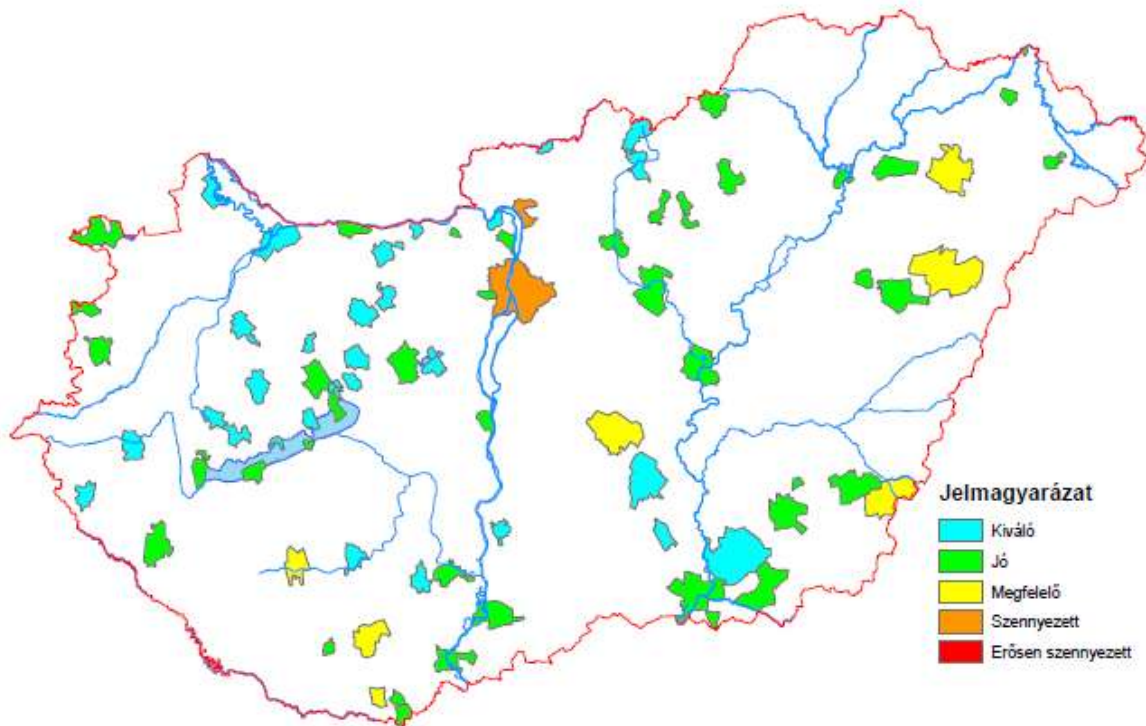 Jelmagyarázat
Kiváló
Jó
Megfelelő
Szennyezett
Erősen szennyezett